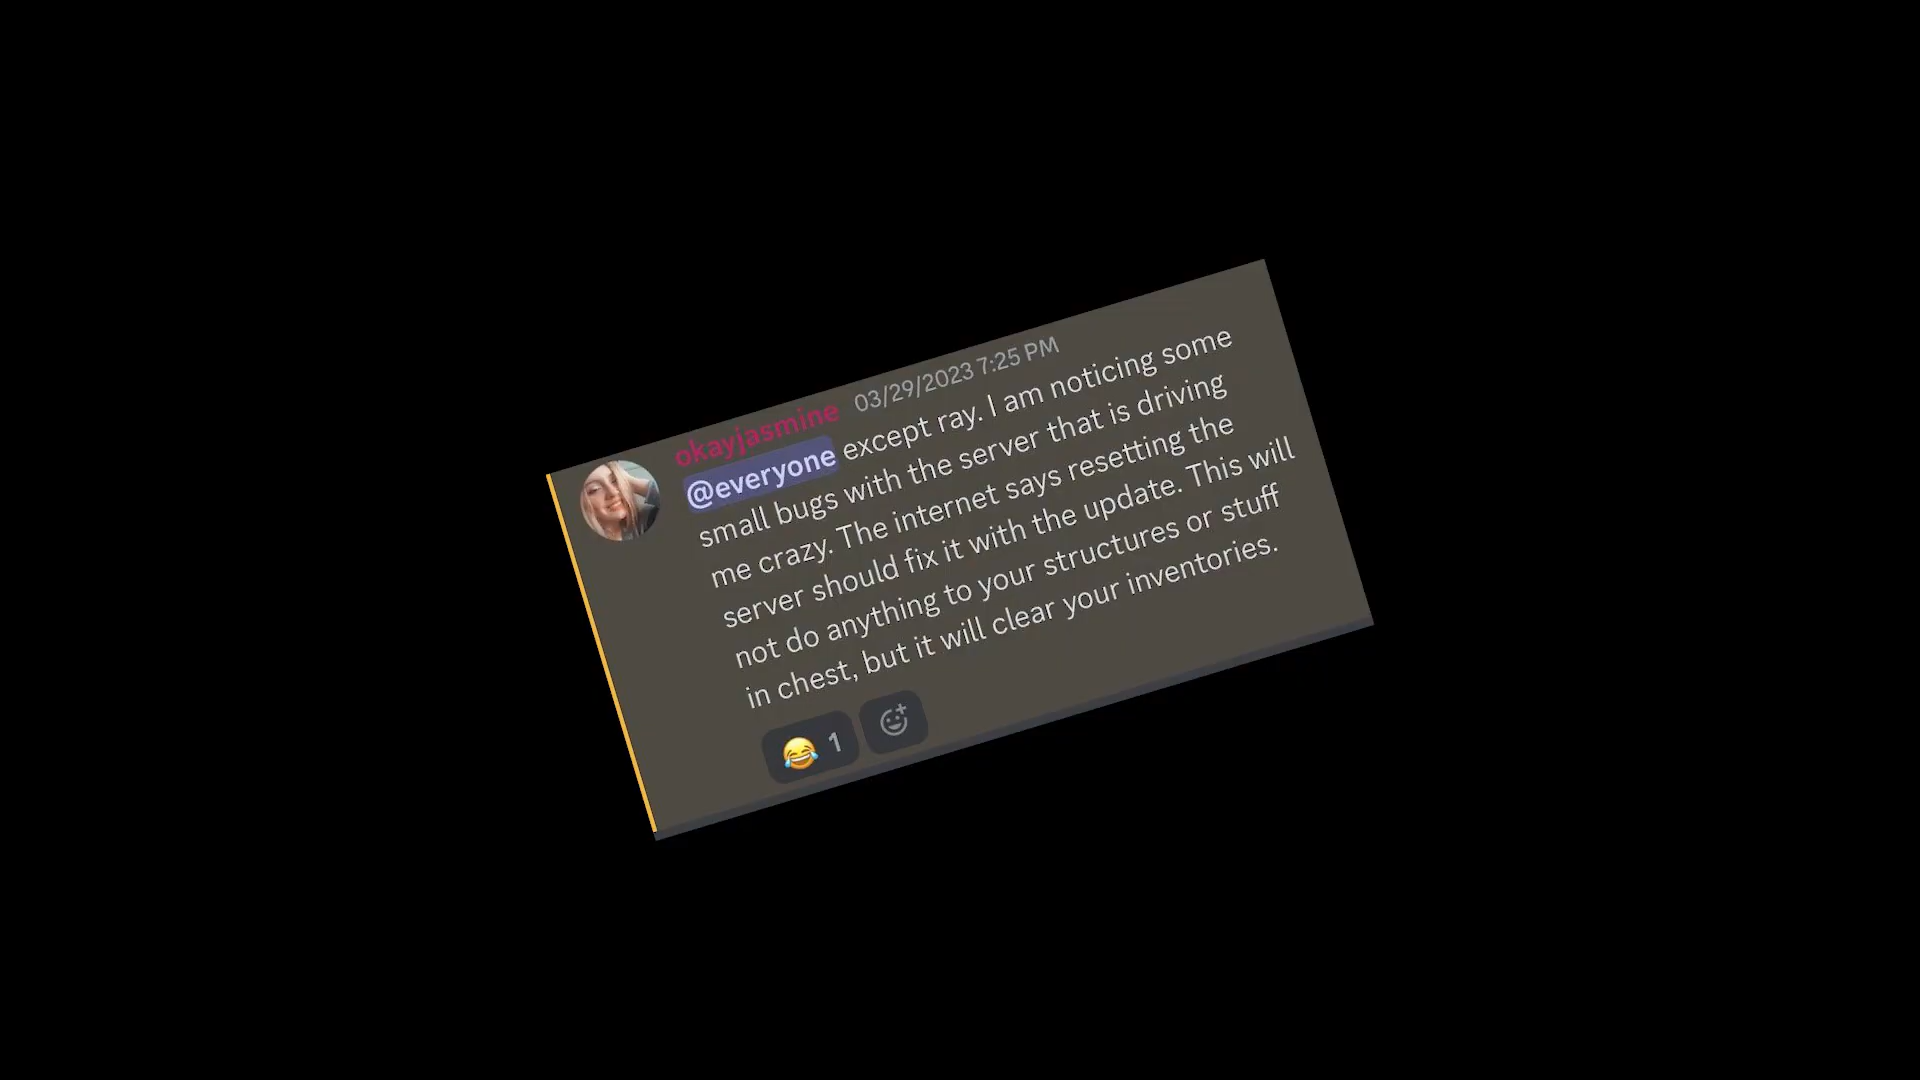 okayjasmine 03/29/2023 7:25 PM
@everyone except ray. I am noticing some
small bugs with the server that is driving
me crazy. The internet says resetting the
server should fix it with the update. This will
not do anything to your structures or stuff
in chest, but it will clear your inventories.
😂 1